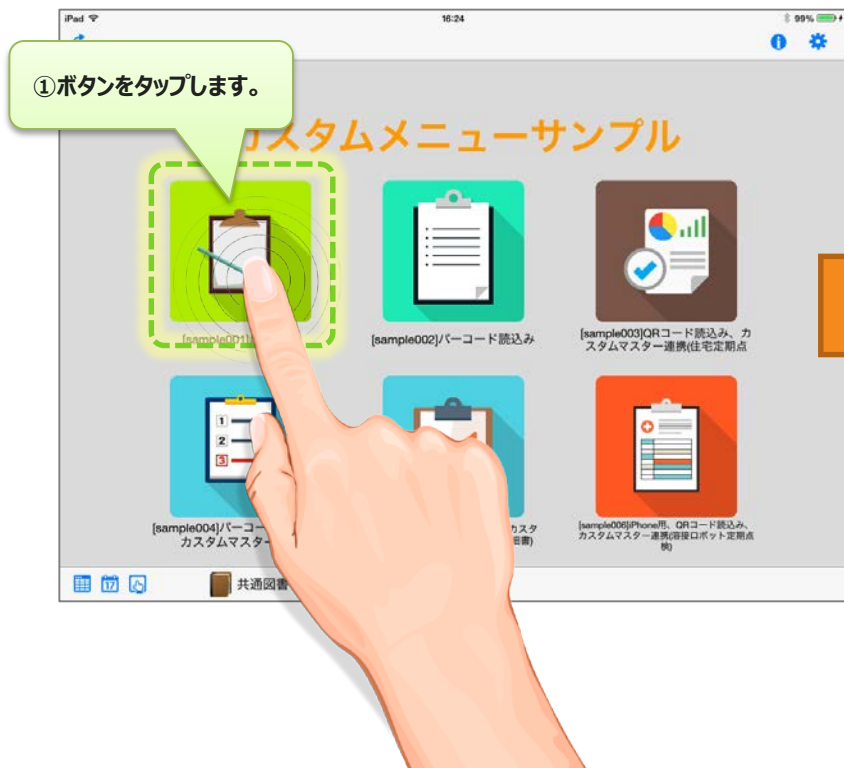 iPad 16:24 99%
①ボタンをタップします。
カスタムメニューサンプル
[sample001]
[sample002]バーコード読込み
[sample003]QRコード読込み、カ
スタムマスター連携(住宅定期点
1
2
3
[sample004]バーコー
カスタムマスター
カスタ
[sample006]iPhone用、QRコード読込み、
カスタムマスター連携(溶接ロボット定期点
検)
17
共通図書